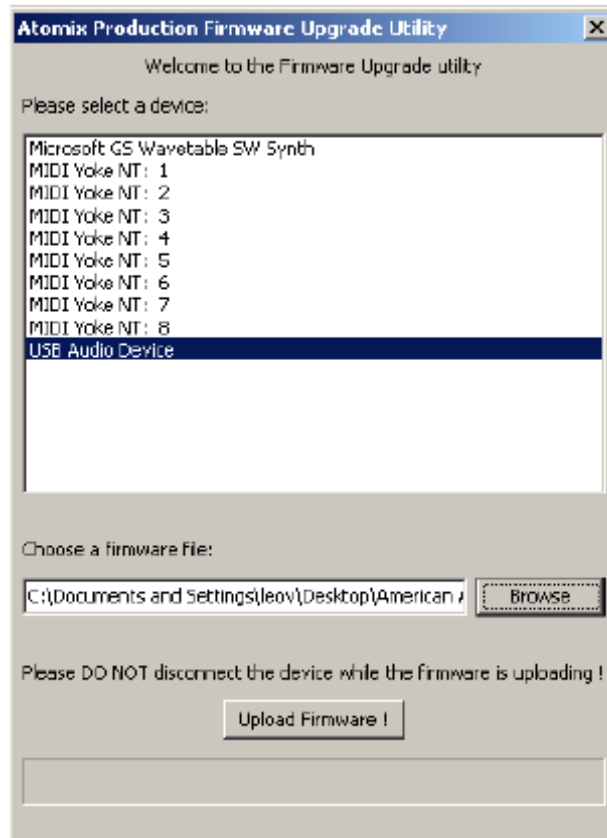 Atomix Production Firmware Upgrade Utility
Welcome to the Firmware Upgrade utility
Please select a device:
Microsoft GS Wavetable SW Synth
MIDI Yoke NT: 1
MIDI Yoke NT: 2
MIDI Yoke NT: 3
MIDI Yoke NT: 4
MIDI Yoke NT: 5
MIDI Yoke NT: 6
MIDI Yoke NT: 7
MIDI Yoke NT: 8
USB Audio Device
Choose a firmware file:
C:\Documents and Settings\leov\Desktop\American Browse
Please DO NOT disconnect the device while the firmware is uploading !
Upload Firmware !